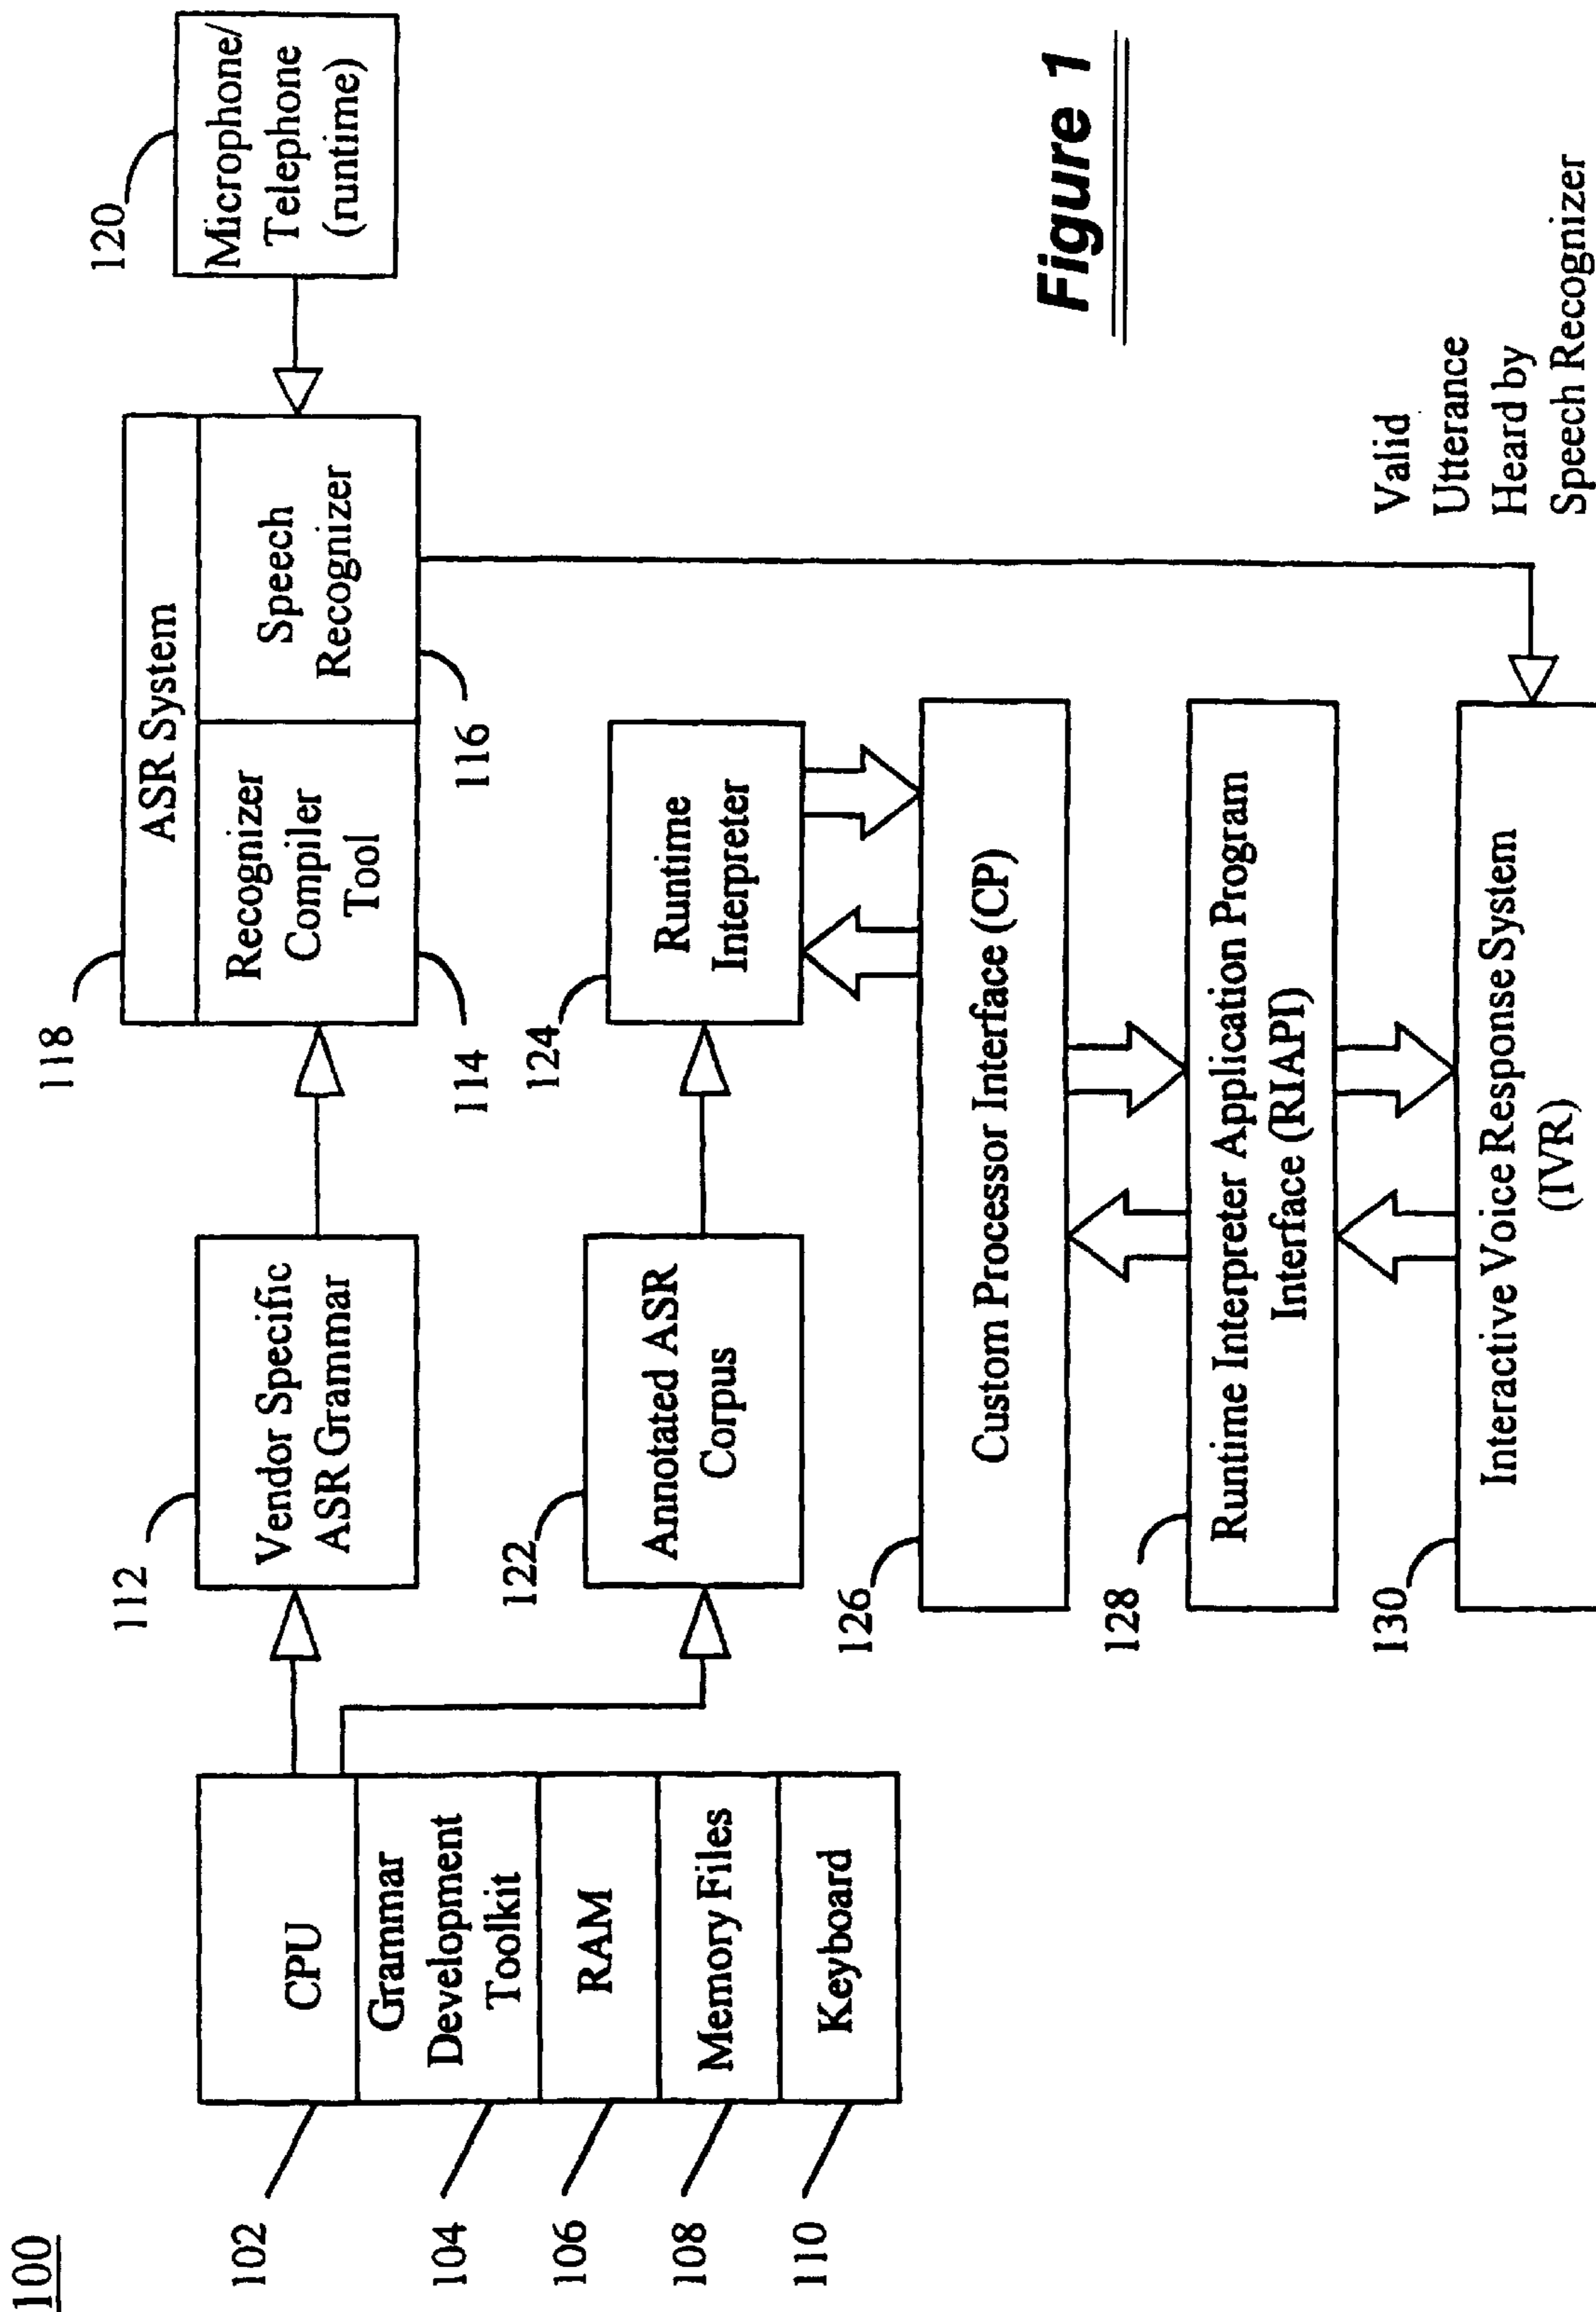 100
102
104
106
108
110
CPU
Grammar
Development
Toolkit
RAM
Memory Files
Keyboard
112
Vendor Specific
ASR Grammar
118
ASR System
Recognizer
Compiler
Tool
Speech
Recognizer
114
116
120
Microphone/
Telephone
(runtime)
122
Annotated ASR
Corpus
124
Runtime
Interpreter
126
Custom Processor Interface (CP)
128
Runtime Interpreter Application Program
Interface (RIAPI)
130
Interactive Voice Response System
(IVR)
Valid
Utterance
Heard by
Speech Recognizer
Figure 1